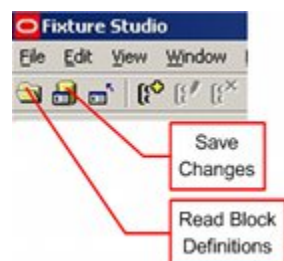 Fixture Studio
File Edit View Window
Save
Changes
Read Block
Definitions